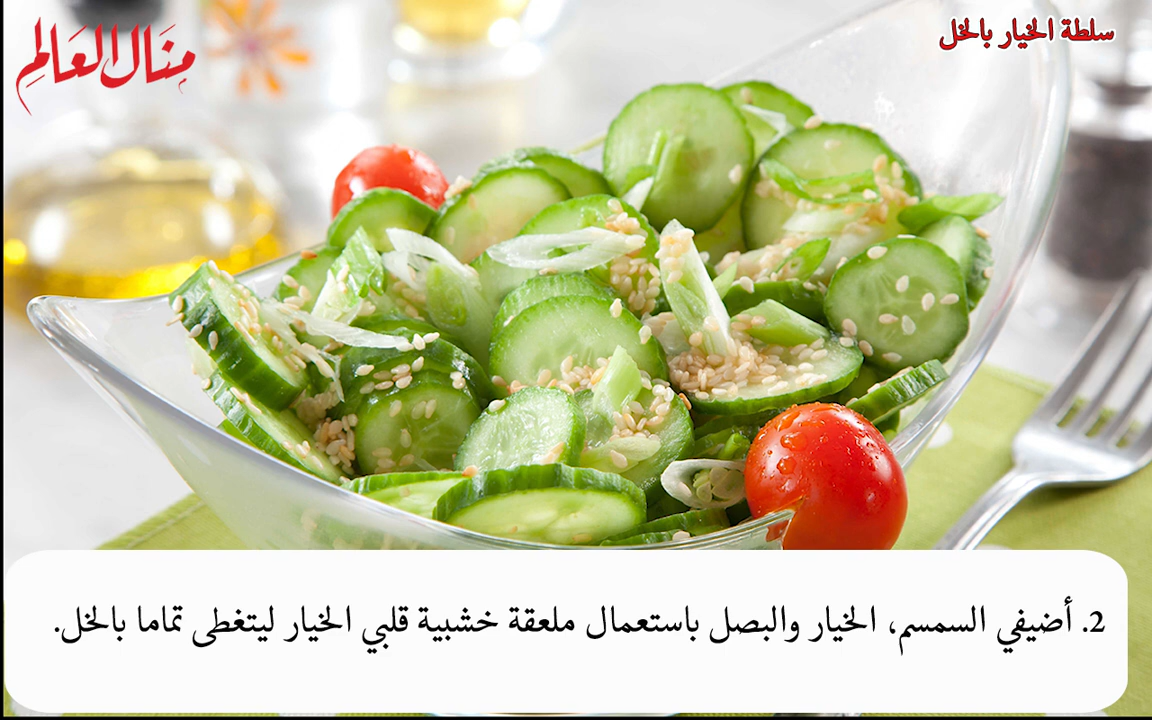 منال العالم
سلطة الخيار بالخل
2. أضيفي السمسم، الخيار والبصل باستعمال ملعقة خشبية قلبي الخيار ليتغطى تماما بالخل.